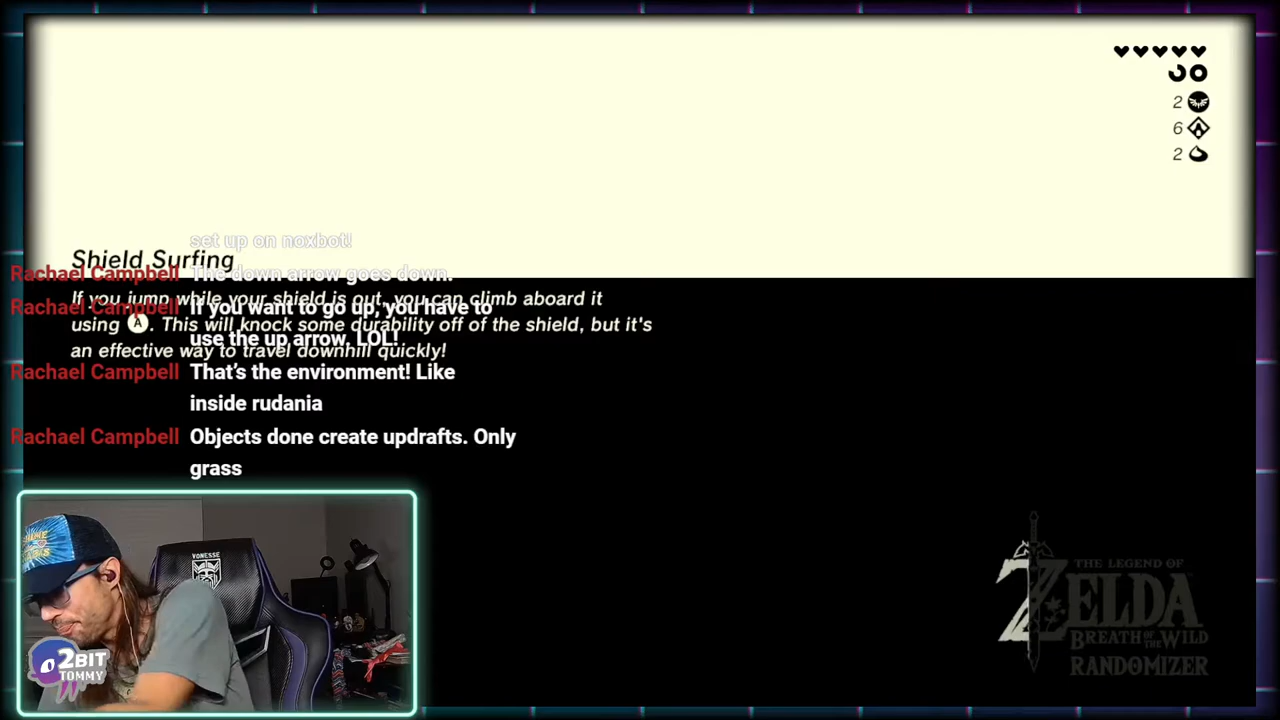 2
6
2
set up on noxbot!
Shield Surfing
Rachael Campbell The down arrow goes down.
If you jump while your shield is out, you can climb aboard it
Rachael Campbell If you want to go up, you have to
using A. This will knock some durability off of the shield, but it's
use the up arrow, LOL!
an effective way to travel downhill quickly!
Rachael Campbell That's the environment! Like
inside rudania
Rachael Campbell Objects done create updrafts. Only
grass
VONESSE
2BIT
TOMMY
THE LEGEND OF
ZELDA
BREATH OF THE WILD
RANDOMIZER